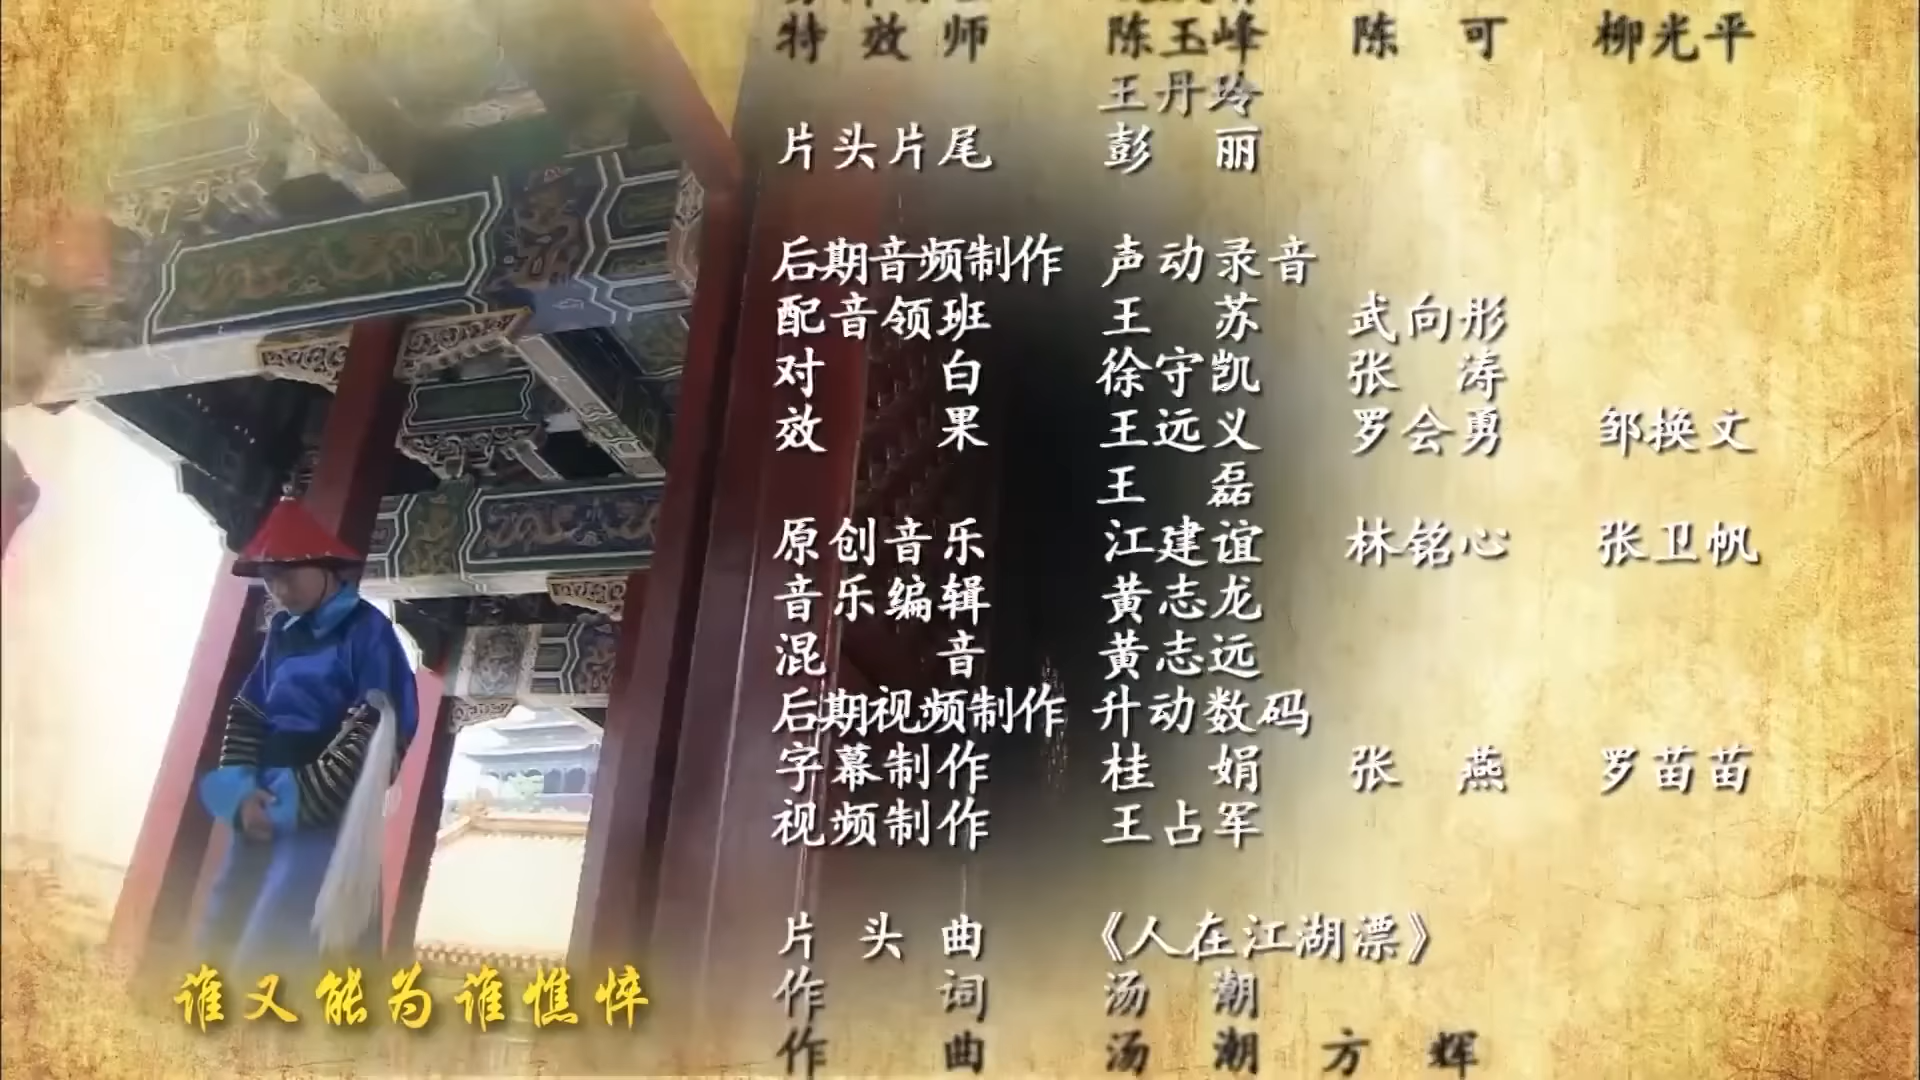 特效师 陈玉峰 陈可 柳光平
王丹玲
片头片尾 彭丽
后期音频制作 声动录音
配音领班 王苏 武向彤
对白 徐守凯 张涛
效果 王远义 罗会勇 邹换文
王磊
原创音乐 江建谊 林铭心 张卫帆
音乐编辑 黄志龙
混音 黄志远
后期视频制作 升动数码
字幕制作 桂娟 张燕 罗苗苗
视频制作 王占军
片头曲 《人在江湖漂》
作词 汤潮
作曲 汤潮 方辉
谁又能为谁憔悴